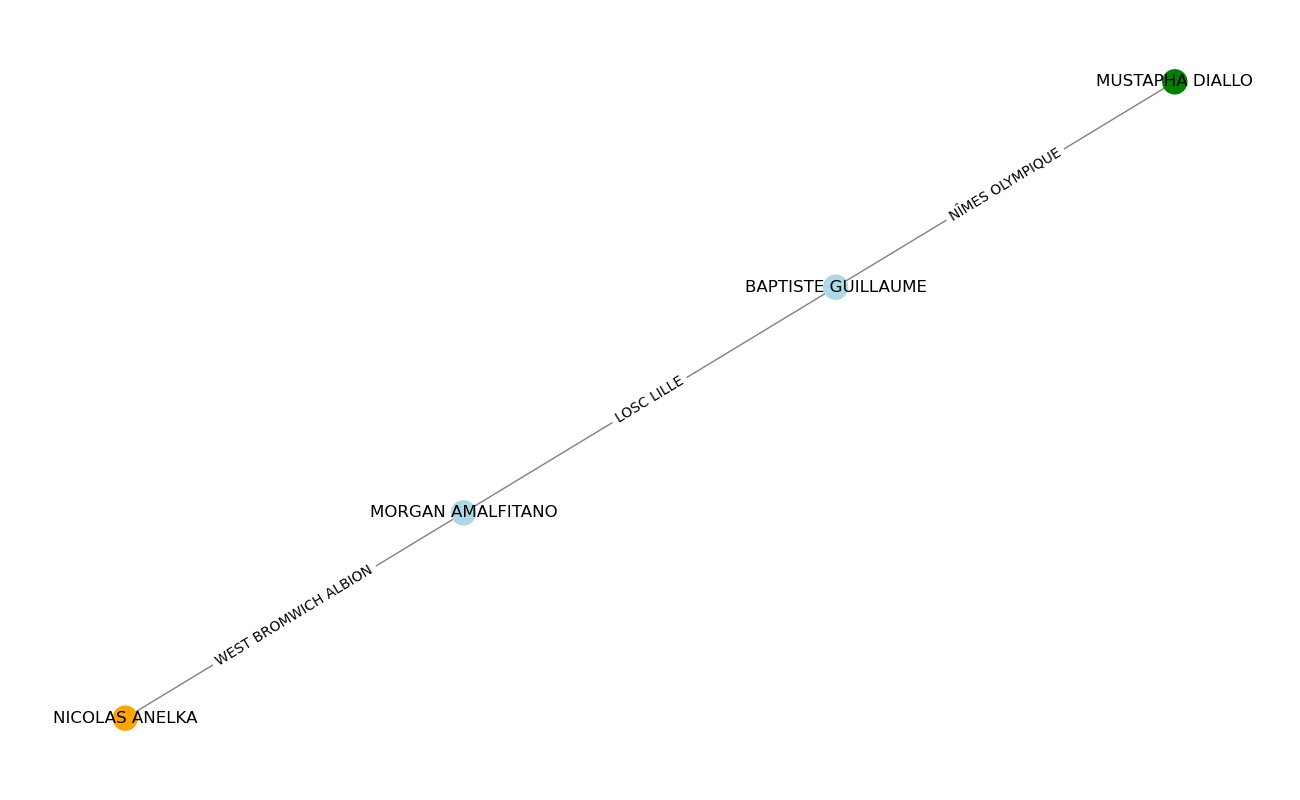 MUSTAPHA DIALLO
NÎMES OLYMPIQUE
BAPTISTE GUILLAUME
LOSC LILLE
MORGAN AMALFITANO
WEST BROMWICH ALBION
NICOLAS ANELKA